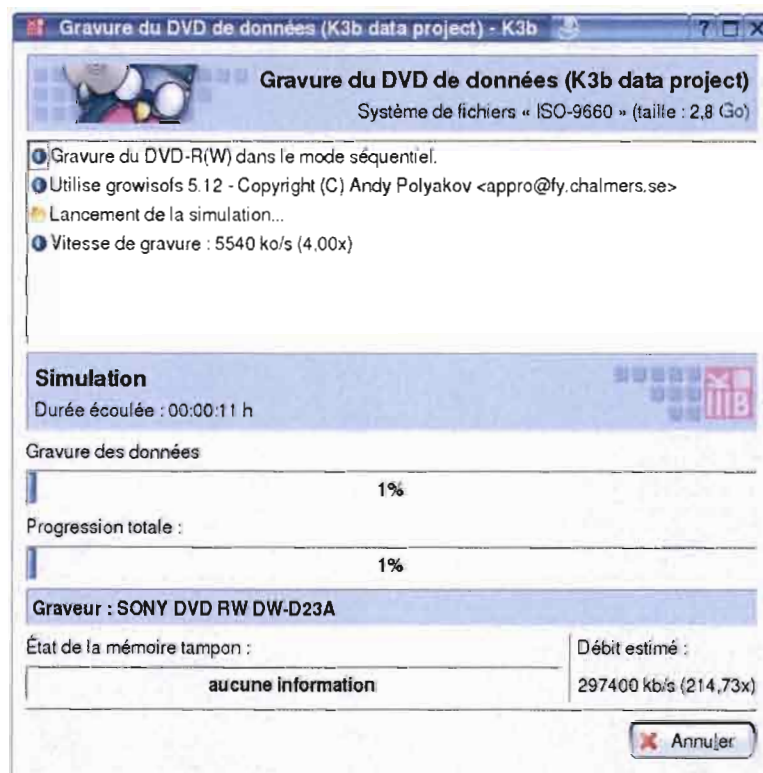 Gravure du DVD de données (K3b data project) - K3b
Gravure du DVD de données (K3b data project)
Système de fichiers « ISO-9660 » (taille : 2,8 Go)
Gravure du DVD-R(W) dans le mode séquentiel.
Utilise growisofs 5.12 - Copyright (C) Andy Polyakov <appro@fy.chalmers.se>
Lancement de la simulation...
Vitesse de gravure : 5540 ko/s (4,00x)
Simulation
Durée écoulée : 00:00:11 h
Gravure des données
1%
Progression totale :
1%
Graveur : SONY DVD RW DW-D23A
État de la mémoire tampon :
Débit estimé :
aucune information
297400 kb/s (214,73x)
Annuler